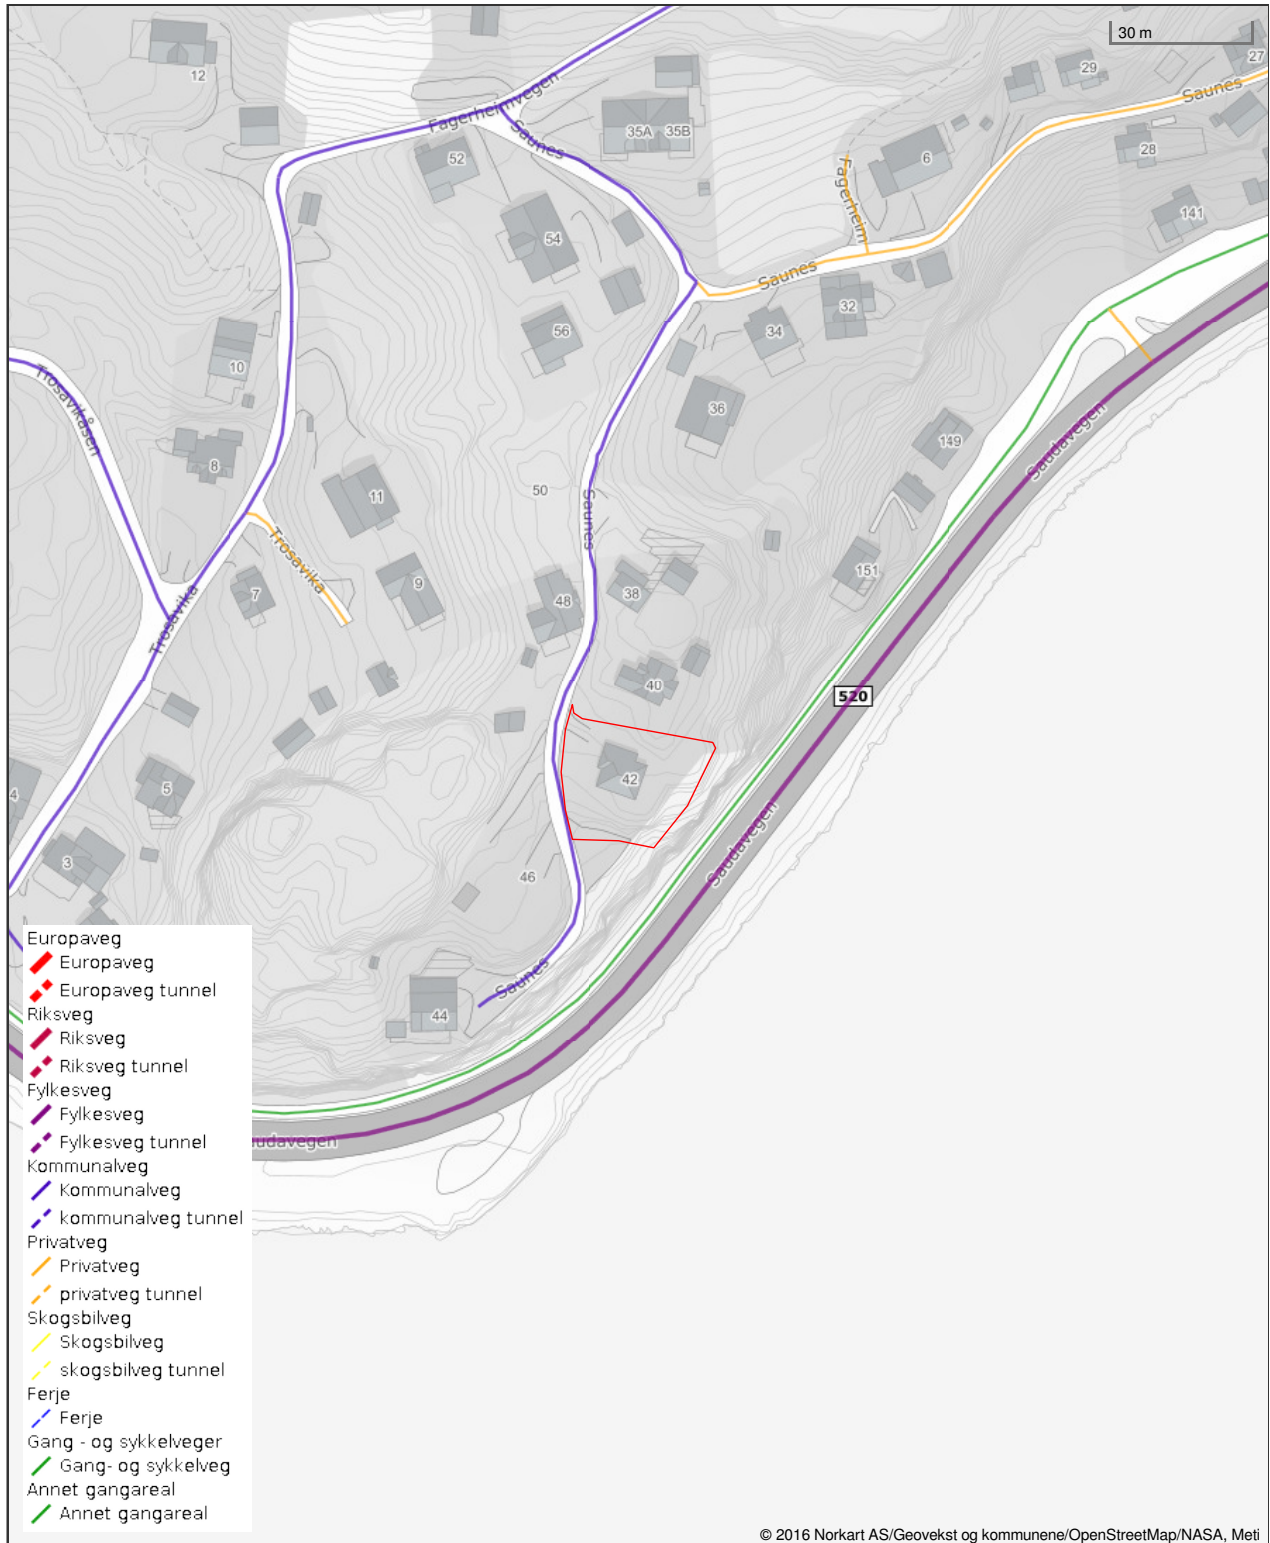 30 m
27
29
12
Saunes
Fagerheimvegen
35A
35B
Saunes
28
52
6
Fagerheim
141
54
Saunes
32
56
34
10
Trosavikåsen
36
Saudavegen
149
8
11
50
Saunes
Trosavika
151
9
7
38
48
Trosavika
40
520
42
5
4
Saudavegen
3
46
Saunes
44
udavegen
Europaveg
Europaveg
Europaveg tunnel
Riksveg
Riksveg
Riksveg tunnel
Fylkesveg
Fylkesveg
Fylkesveg tunnel
Kommunalveg
Kommunalveg
kommunalveg tunnel
Privatveg
Privatveg
privatveg tunnel
Skogsbilveg
Skogsbilveg
skogsbilveg tunnel
Ferje
Ferje
Gang - og sykkelveger
Gang- og sykkelveg
Annet gangareal
Annet gangareal
© 2016 Norkart AS/Geovekst og kommunene/OpenStreetMap/NASA, Meti